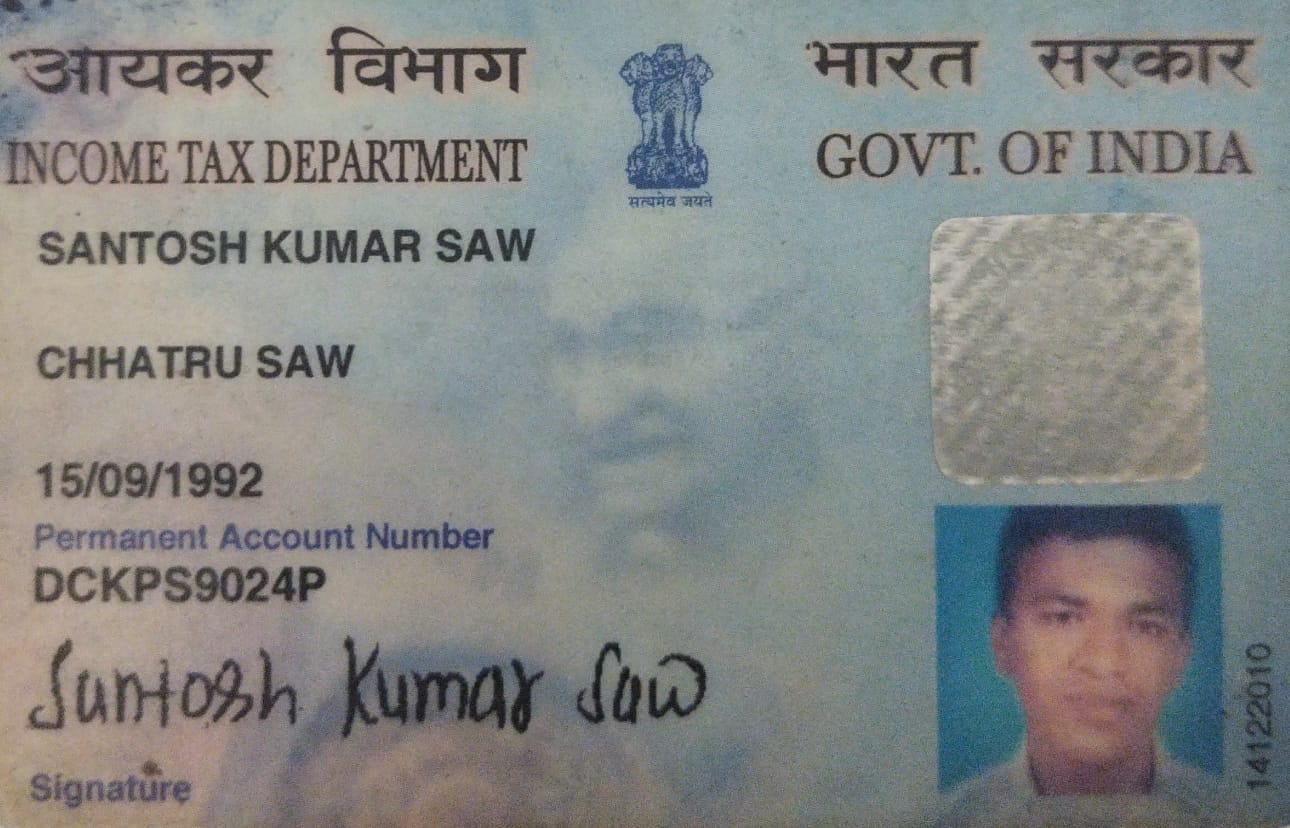 आयकर विभाग
INCOME TAX DEPARTMENT
सत्यमेव जयते
भारत सरकार
GOVT. OF INDIA
SANTOSH KUMAR SAW
CHHATRU SAW
15/09/1992
Permanent Account Number
DCKPS9024P
Santosh Kumar Saw
Signature
14122010